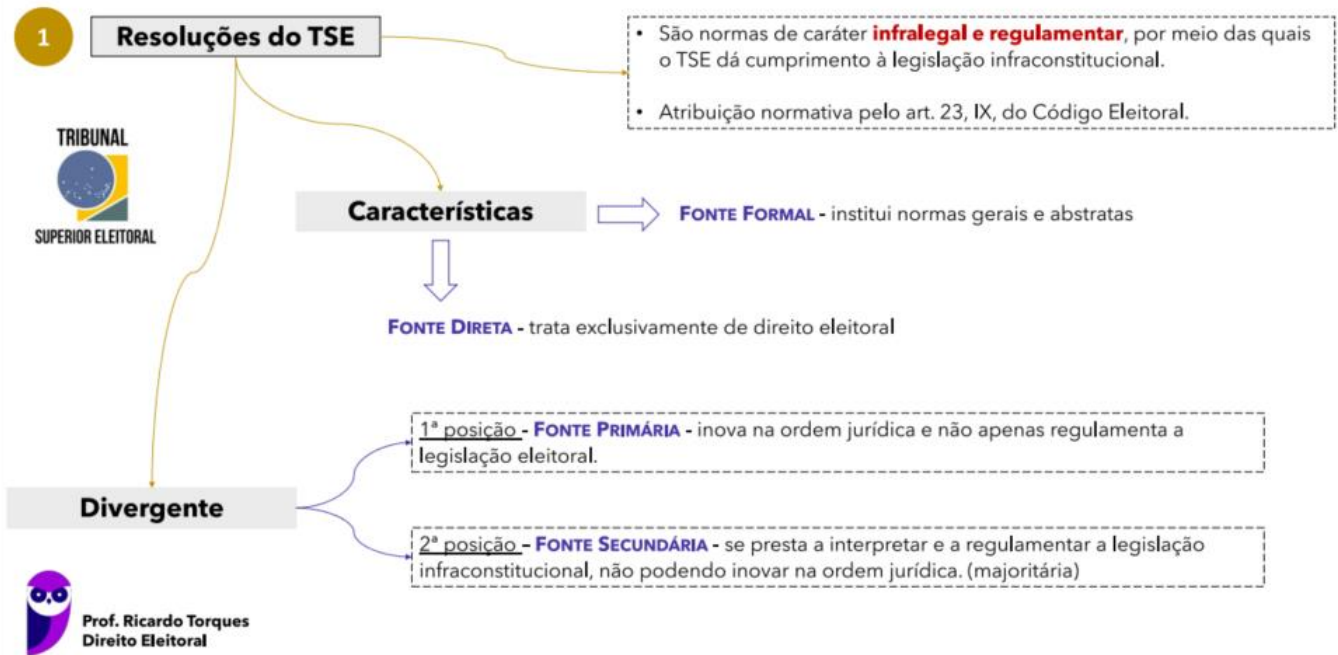 1
Resoluções do TSE
• São normas de caráter infralegal e regulamentar, por meio das quais
o TSE dá cumprimento à legislação infraconstitucional.
• Atribuição normativa pelo art. 23, IX, do Código Eleitoral.
TRIBUNAL
SUPERIOR ELEITORAL
Características
FONTE FORMAL - institui normas gerais e abstratas
FONTE DIRETA - trata exclusivamente de direito eleitoral
Divergente
1ª posição - FONTE PRIMÁRIA - inova na ordem jurídica e não apenas regulamenta a
legislação eleitoral.
2ª posição – FONTE SECUNDÁRIA - se presta a interpretar e a regulamentar a legislação
infraconstitucional, não podendo inovar na ordem jurídica. (majoritária)
Prof. Ricardo Torques
Direito Eleitoral